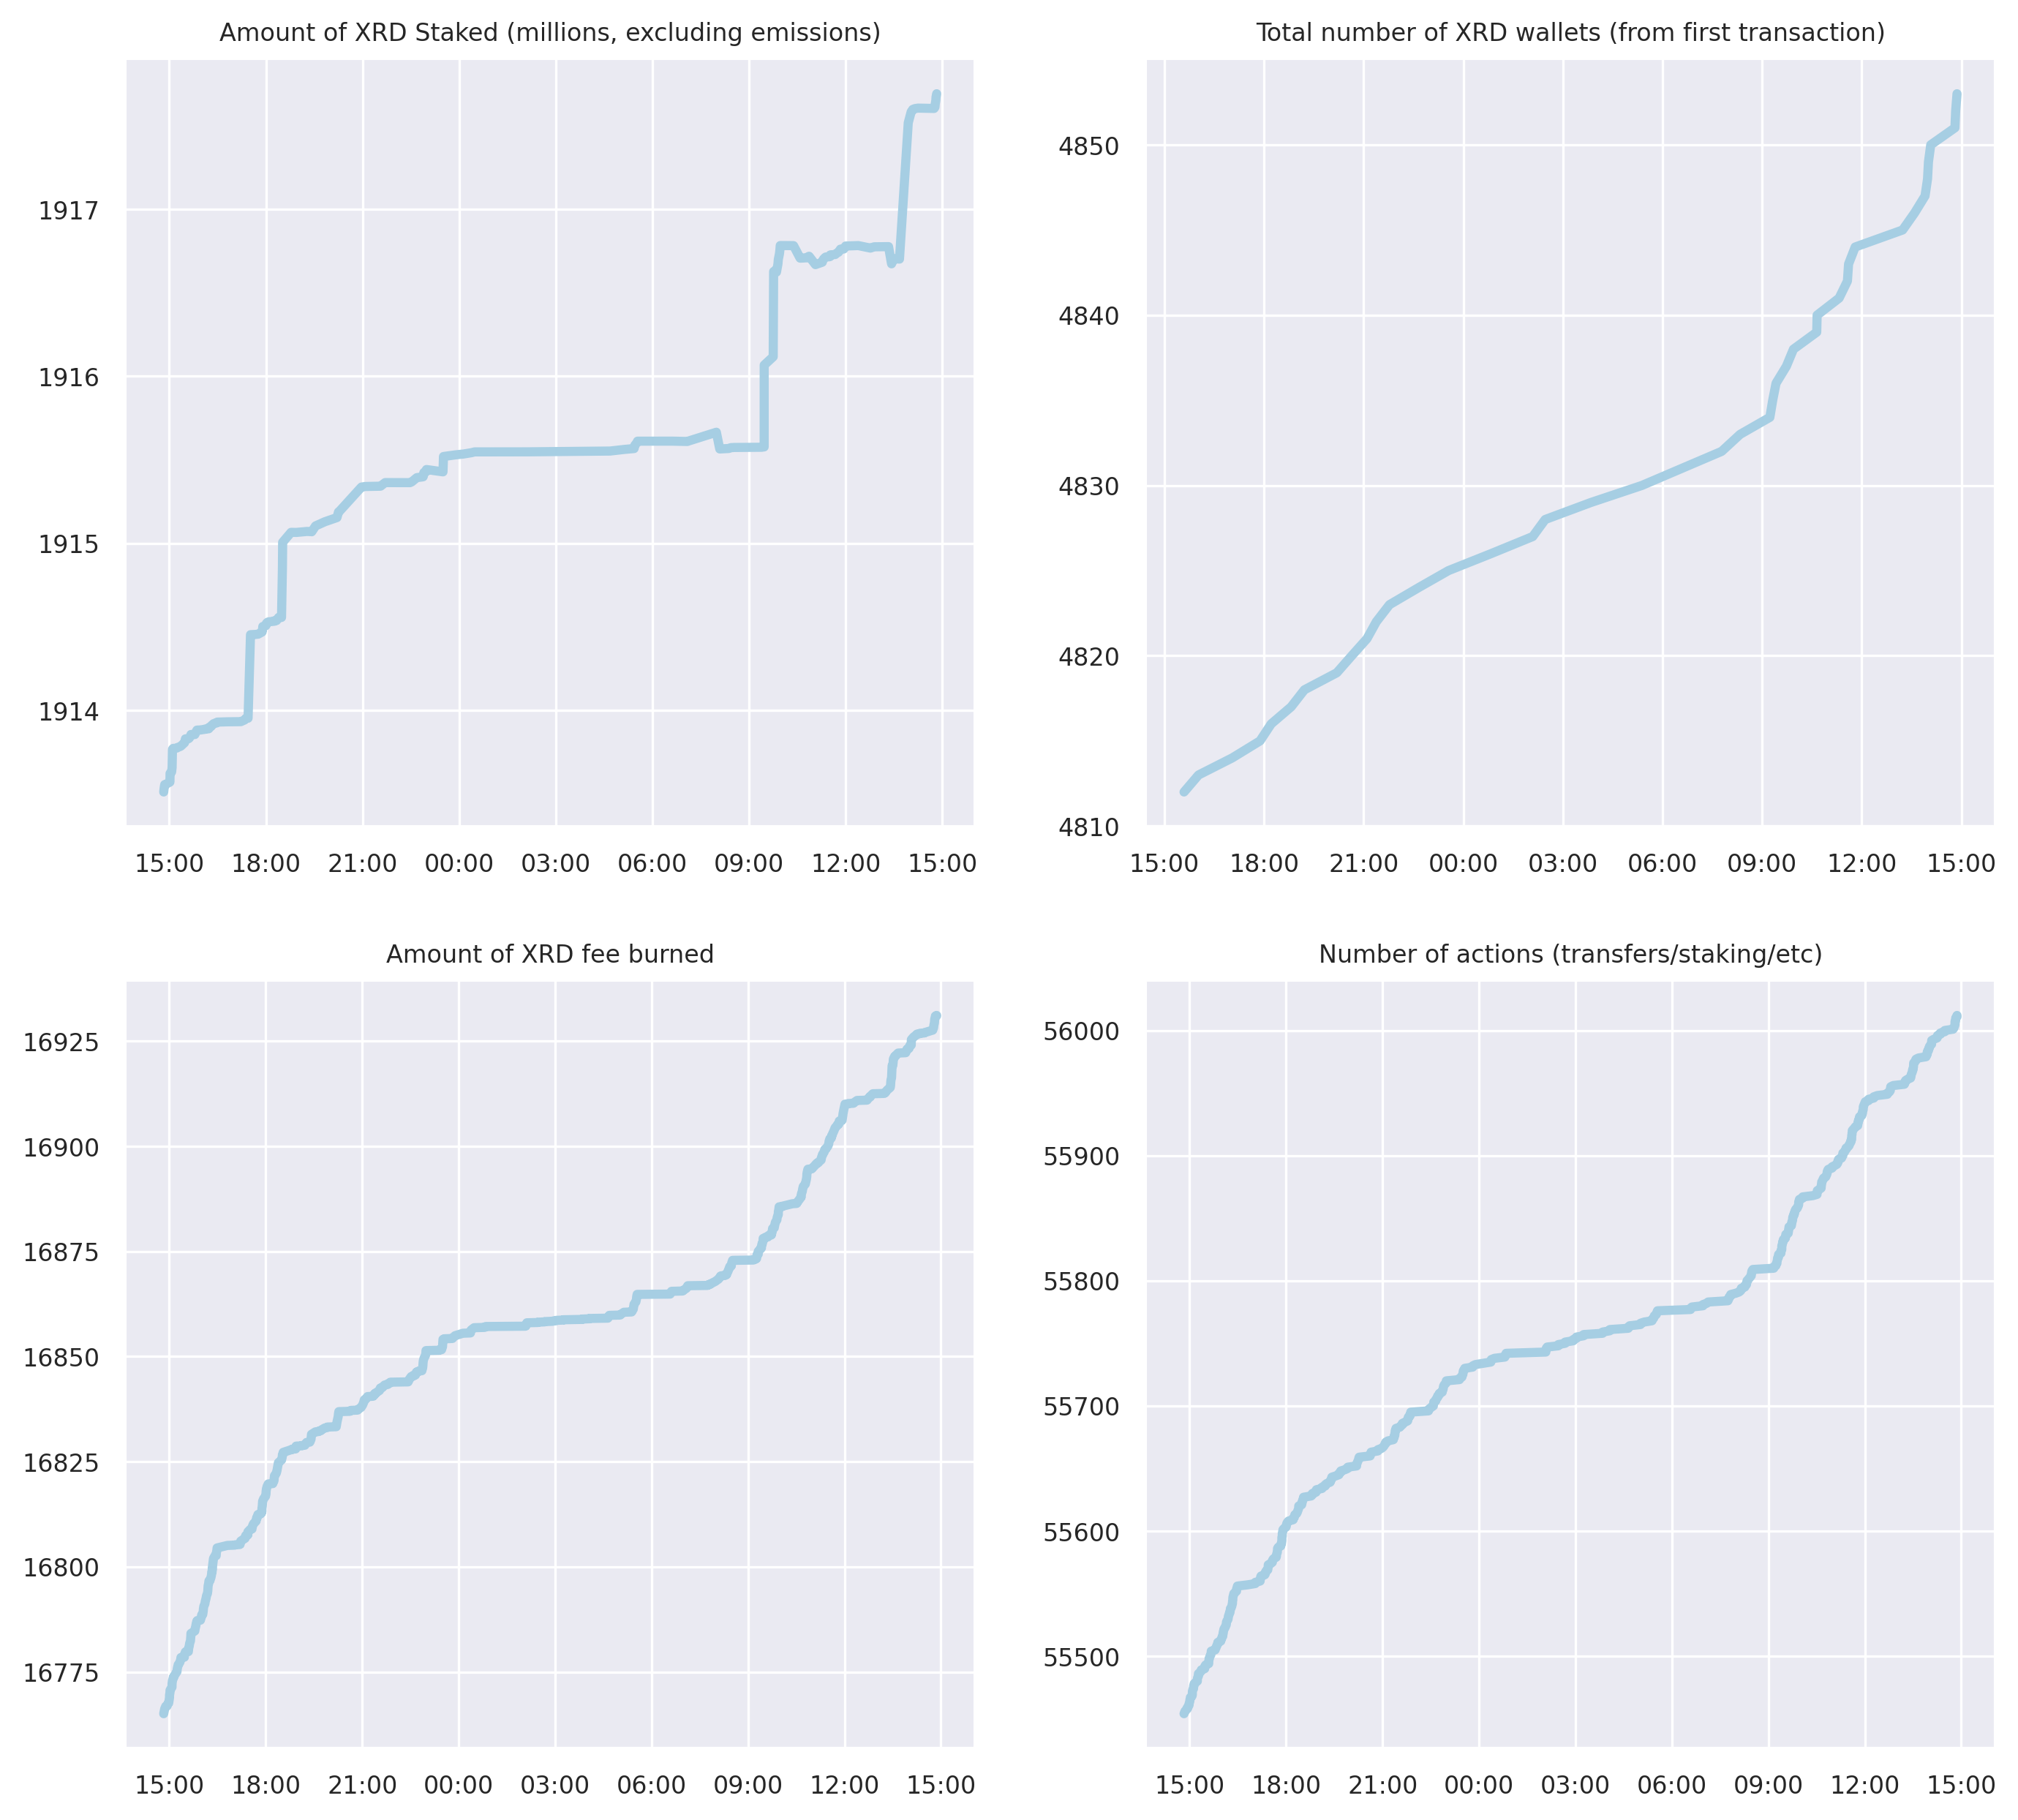 Amount of XRD Staked (millions, excluding emissions)
1917
1916
1915
1914
15:00 18:00 21:00 00:00 03:00 06:00 09:00 12:00 15:00
Total number of XRD wallets (from first transaction)
4850
4840
4830
4820
4810
15:00 18:00 21:00 00:00 03:00 06:00 09:00 12:00 15:00
Amount of XRD fee burned
16925
16900
16875
16850
16825
16800
16775
15:00 18:00 21:00 00:00 03:00 06:00 09:00 12:00 15:00
Number of actions (transfers/staking/etc)
56000
55900
55800
55700
55600
55500
15:00 18:00 21:00 00:00 03:00 06:00 09:00 12:00 15:00